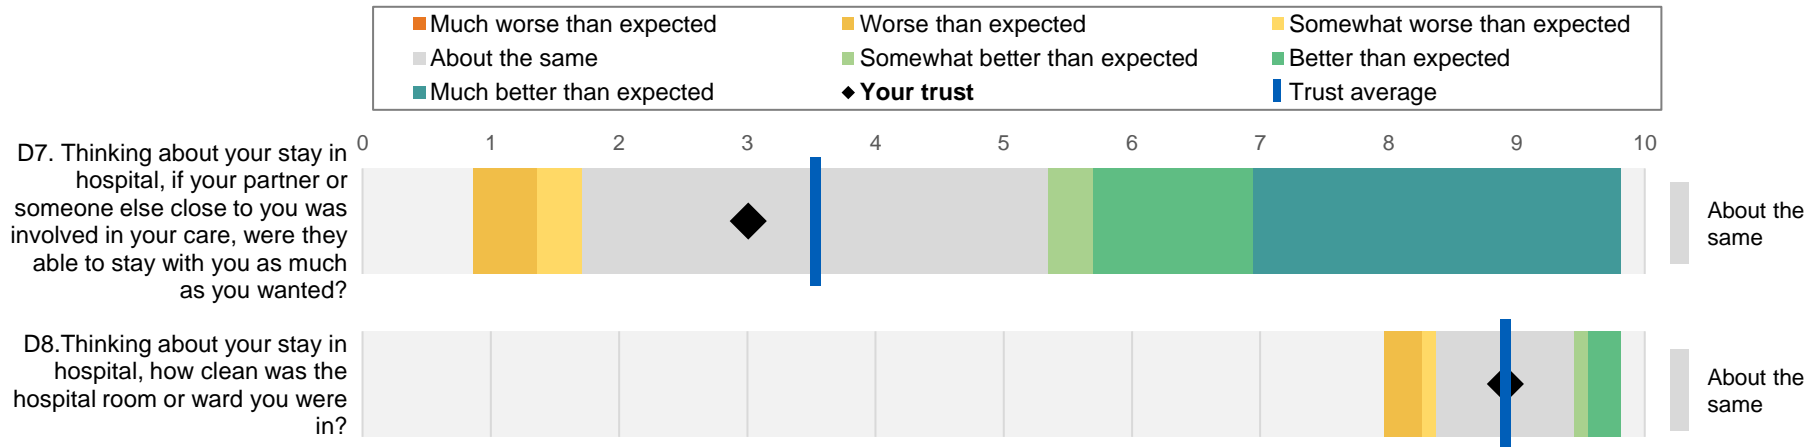 Much worse than expected
Worse than expected
Somewhat worse than expected
About the same
Somewhat better than expected
Better than expected
Much better than expected
Your trust
Trust average
0 1 2 3 4 5 6 7 8 9 10
D7. Thinking about your stay in
hospital, if your partner or
someone else close to you was
involved in your care, were they
able to stay with you as much
as you wanted?
About the
same
D8.Thinking about your stay in
hospital, how clean was the
hospital room or ward you were
in?
About the
same